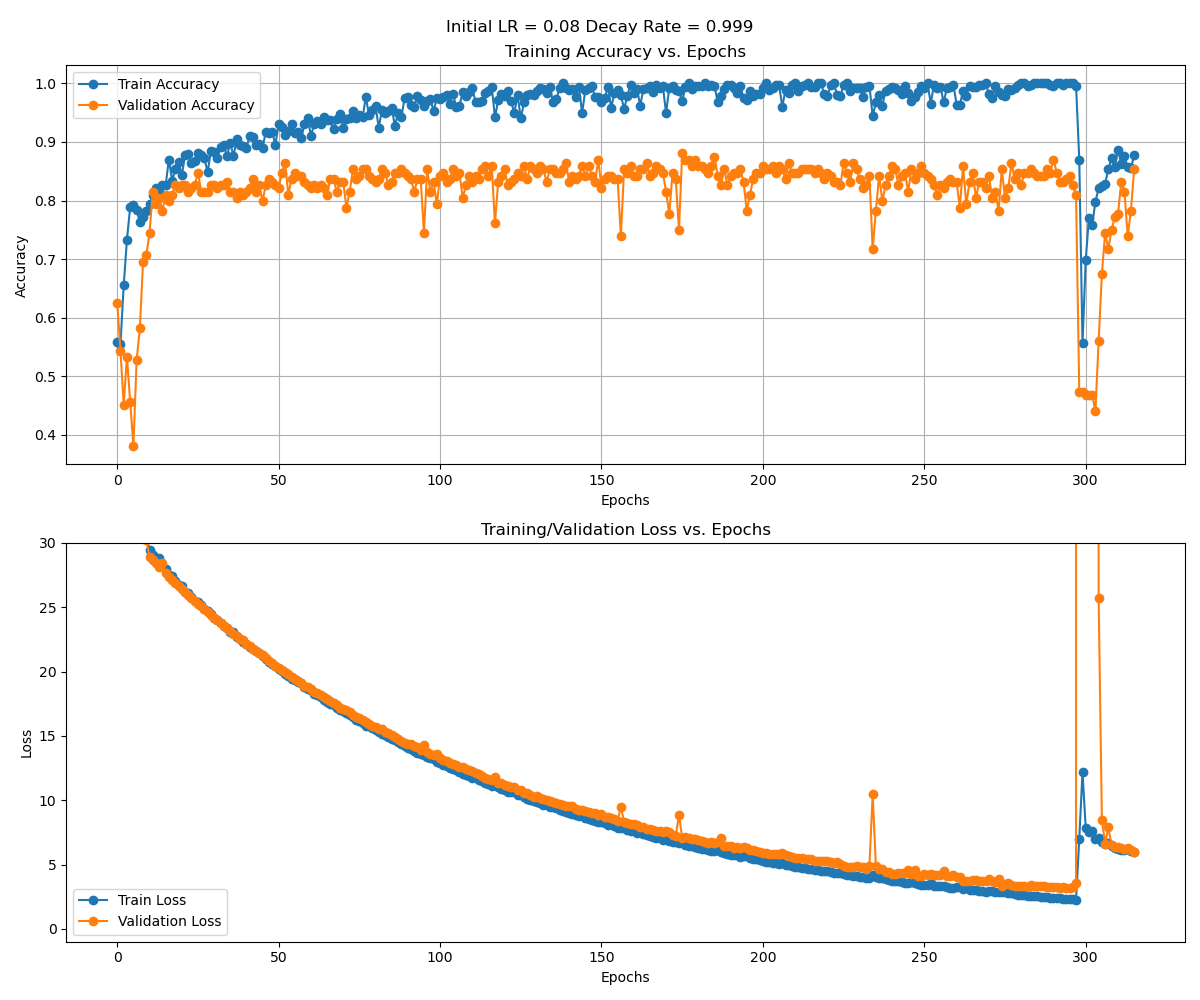 Initial LR = 0.08 Decay Rate = 0.999
Training Accuracy vs. Epochs
Train Accuracy
Validation Accuracy
1.0
0.9
0.8
0.7
0.6
0.5
0.4
Accuracy
0 50 100 150 200 250 300
Epochs
Training/Validation Loss vs. Epochs
30
25
20
15
10
5
0
Loss
Train Loss
Validation Loss
0 50 100 150 200 250 300
Epochs